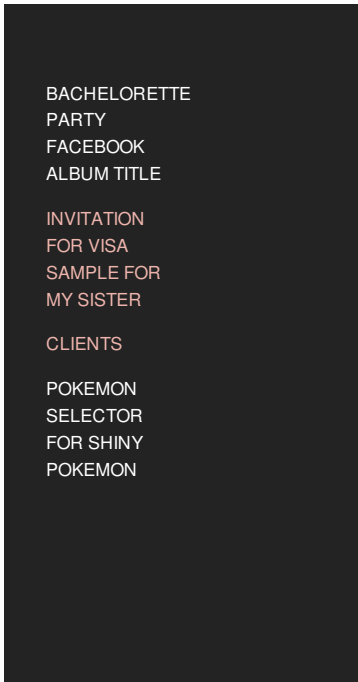 BACHELORETTE
PARTY
FACEBOOK
ALBUM TITLE
INVITATION
FOR VISA
SAMPLE FOR
MY SISTER
CLIENTS
POKEMON
SELECTOR
FOR SHINY
POKEMON